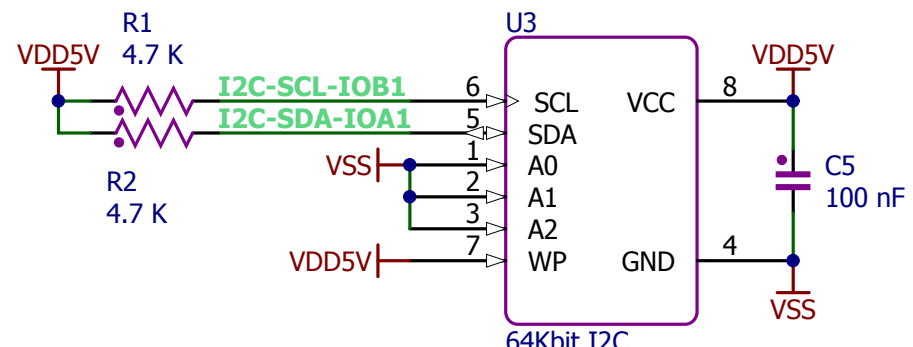 R1
4.7 K
VDD5V
I2C-SCL-IOB1
I2C-SDA-IOA1
R2
4.7 K
VSS
VDD5V
U3
6 SCL
5 SDA
1 A0
2 A1
3 A2
7 WP
VCC 8
GND 4
64Kbit I2C
VDD5V
C5
100 nF
VSS